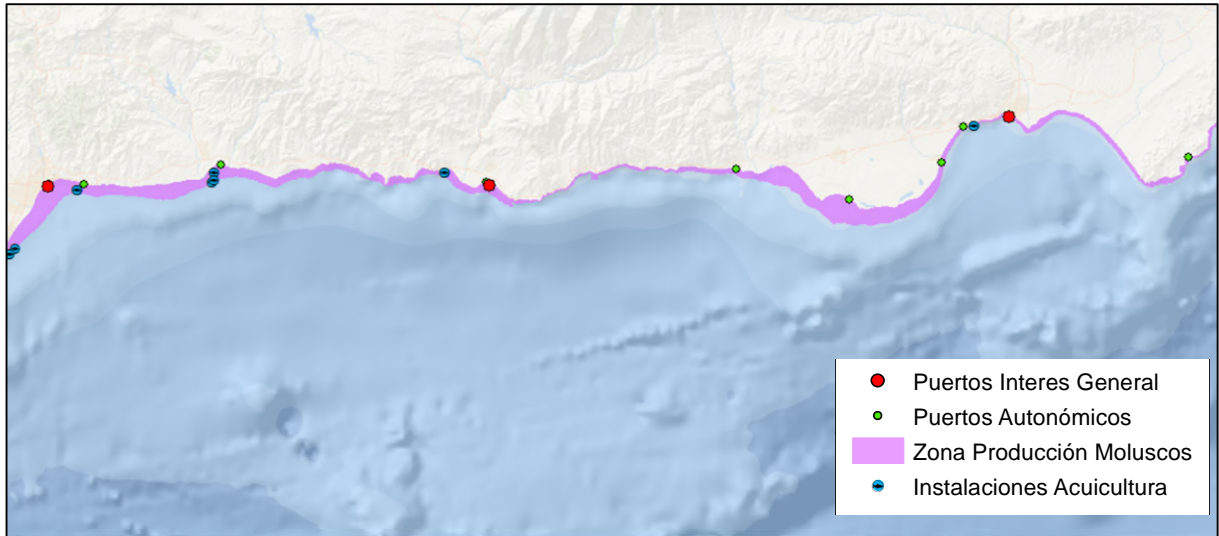 Puertos Interes General
Puertos Autonómicos
Zona Producción Moluscos
Instalaciones Acuicultura